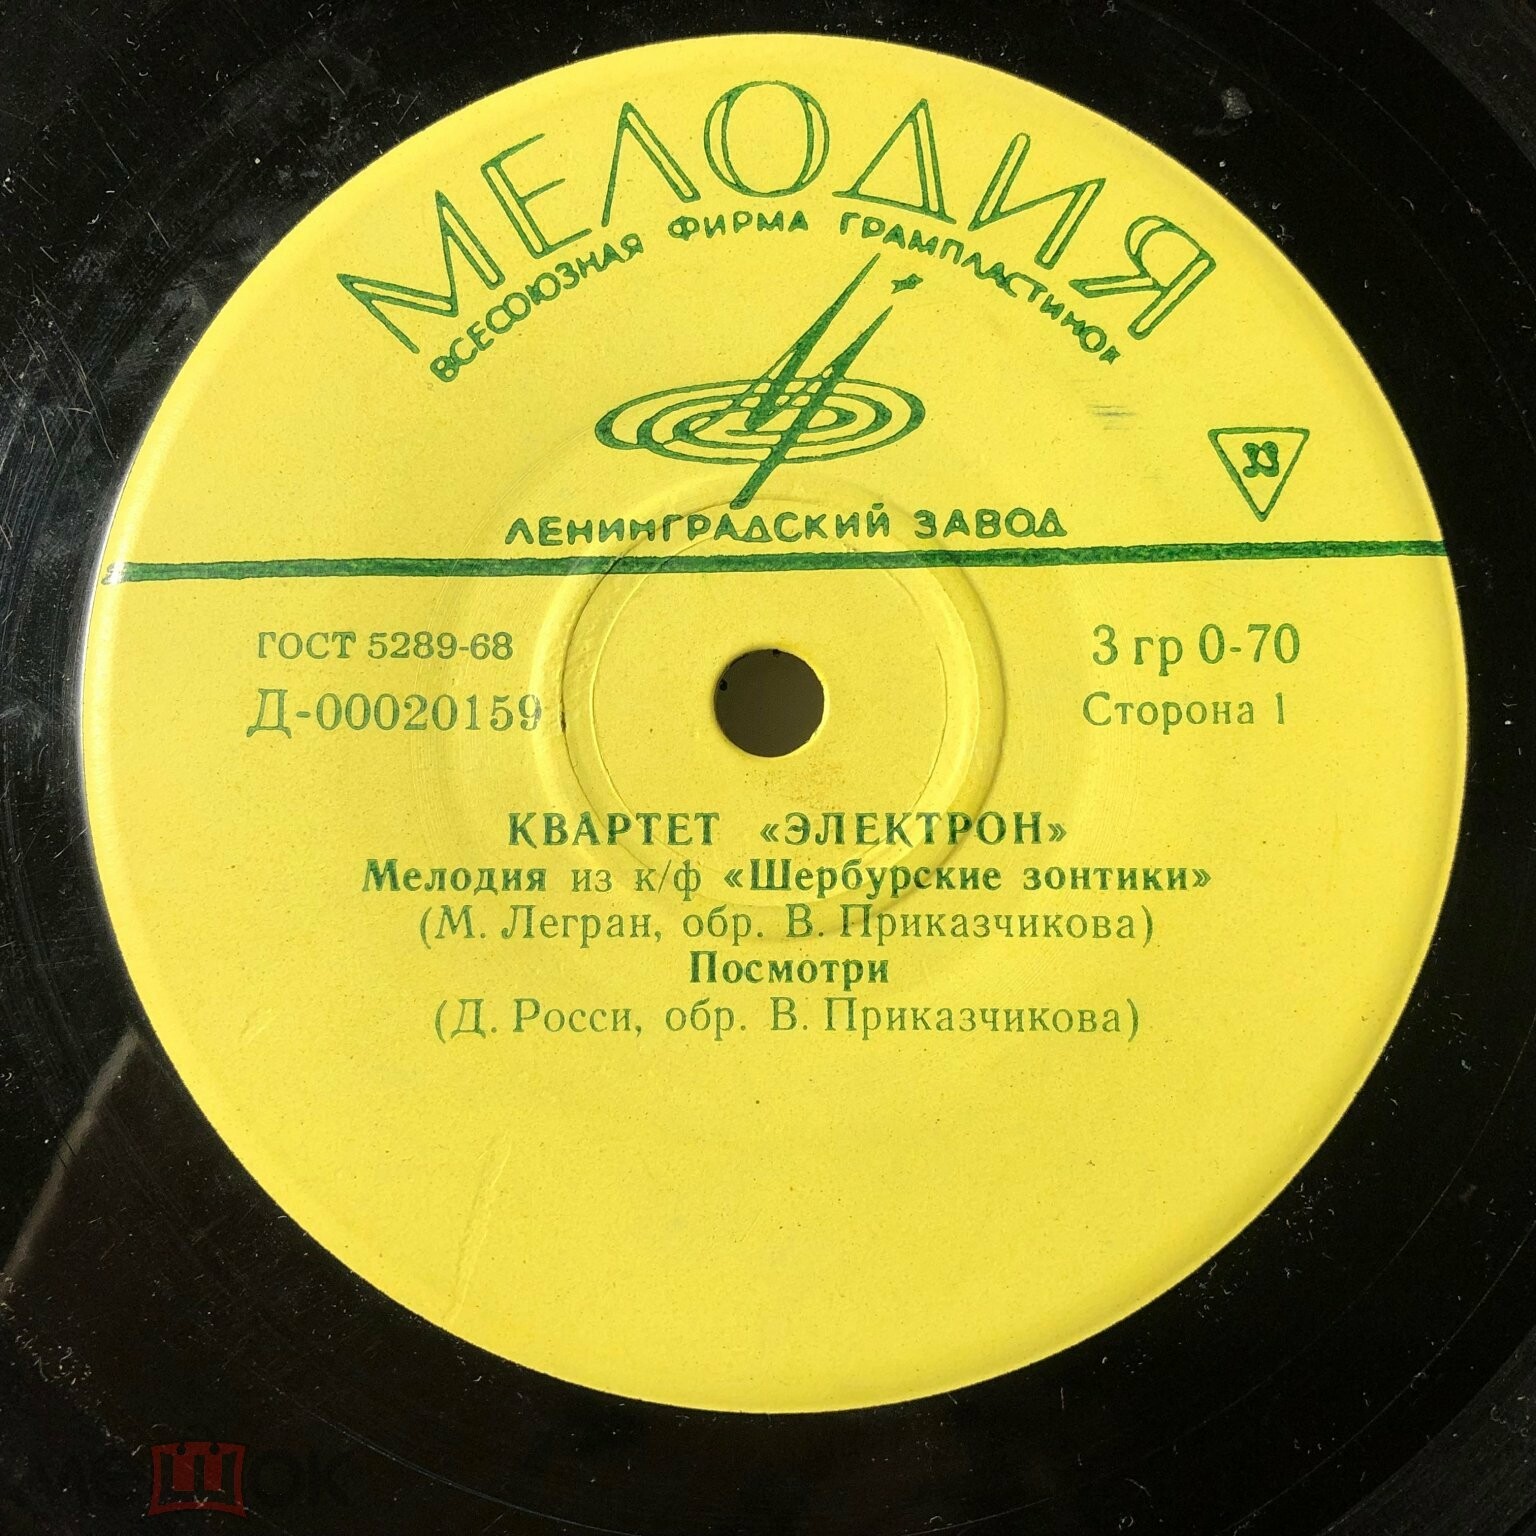 МЕЛОДИЯ
ВСЕСОЮЗНАЯ ФИРМА ГРАМПЛАСТИНОК
33
ЛЕНИНГРАДСКИЙ ЗАВОД
ГОСТ 5289-68
3 гр 0-70
Д-00020159
Сторона 1
КВАРТЕТ «ЭЛЕКТРОН»
Мелодия из к/ф «Шербурские зонтики»
(М. Легран, обр. В. Приказчикова)
Посмотри
(Д. Росси, обр. В. Приказчикова)
МЕШОК